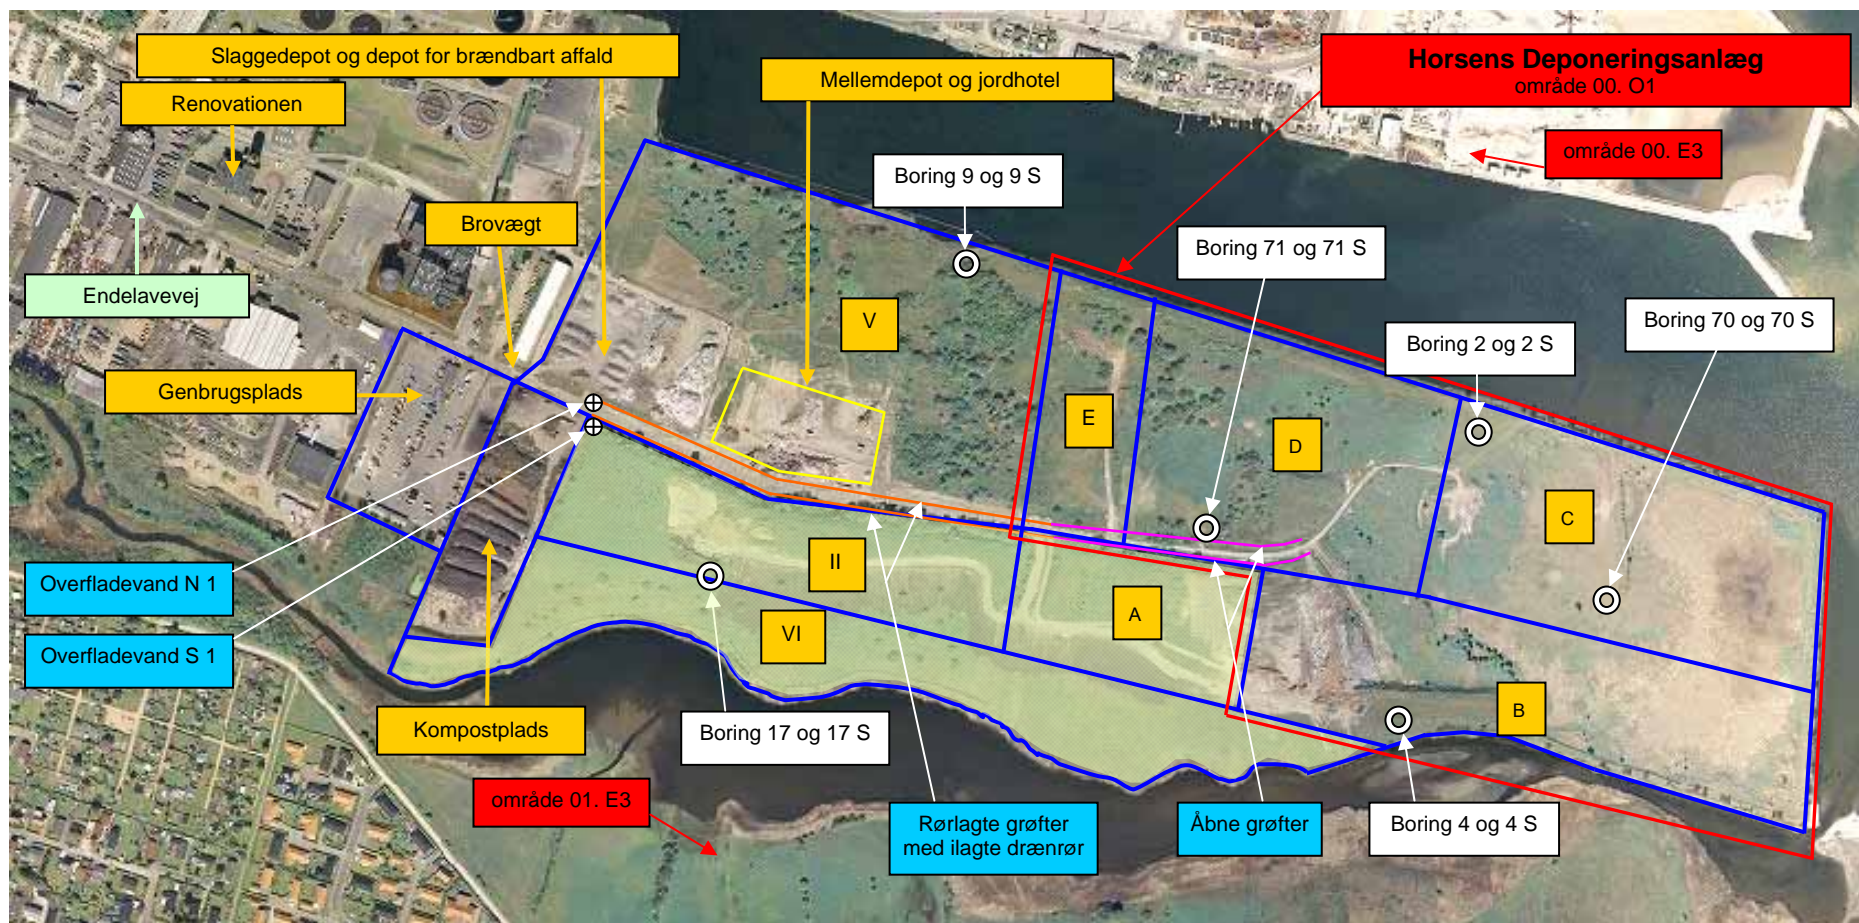 Slaggedepot og depot for brændbart affald
Mellemdepot og jordhotel
Horsens Deponeringsanlæg
område 00. O1
Renovationen
område 00. E3
Boring 9 og 9 S
Brovægt
Boring 71 og 71 S
Endelavevej
V
Boring 70 og 70 S
Boring 2 og 2 S
Genbrugsplads
E
D
C
II
Overfladevand N 1
A
VI
Overfladevand S 1
B
Kompostplads
Boring 17 og 17 S
område 01. E3
Rørlagte grøfter
med ilagte drænrør
Åbne grøfter
Boring 4 og 4 S